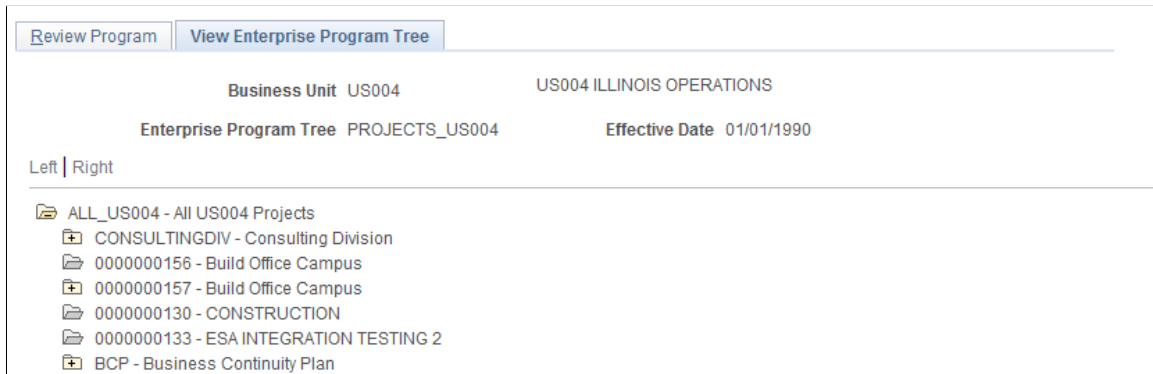 Review Program View Enterprise Program Tree
Business Unit US004 US004 ILLINOIS OPERATIONS
Enterprise Program Tree PROJECTS_US004 Effective Date 01/01/1990
Left | Right
ALL_US004 - All US004 Projects
CONSULTINGDIV - Consulting Division
0000000156 - Build Office Campus
0000000157 - Build Office Campus
0000000130 - CONSTRUCTION
0000000133 - ESA INTEGRATION TESTING 2
BCP - Business Continuity Plan